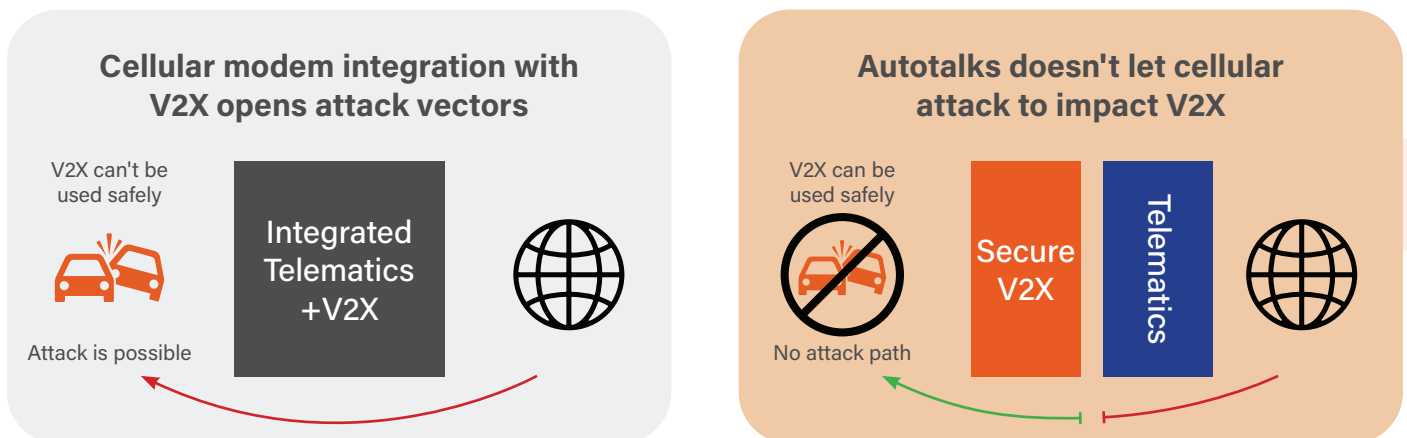 Cellular modem integration with
V2X opens attack vectors
V2X can't be
used safely
Integrated
Telematics
+V2X
Attack is possible
Autotalks doesn't let cellular
attack to impact V2X
V2X can be
used safely
Secure
V2X
Telematics
No attack path